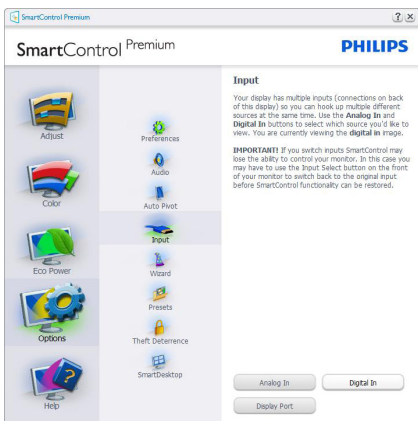 SmartControl Premium
SmartControl Premium
PHILIPS
Adjust
Color
Eco Power
Options
Help
Preferences
Audio
Auto Pivot
Input
Wizard
Presets
Theft Deterrence
SmartDesktop
Input
Your display has multiple inputs (connections on back
of this display) so you can hook up multiple different
sources at the same time. Use the Analog In and
Digital In buttons to select which source you'd like to
view. You are currently viewing the digital in image.
IMPORTANT! If you switch inputs SmartControl may
lose the ability to control your monitor. In this case you
may have to use the Input Select button on the front
of your monitor to switch back to the original input
before SmartControl functionality can be restored.
Analog In
Digital In
Display Port